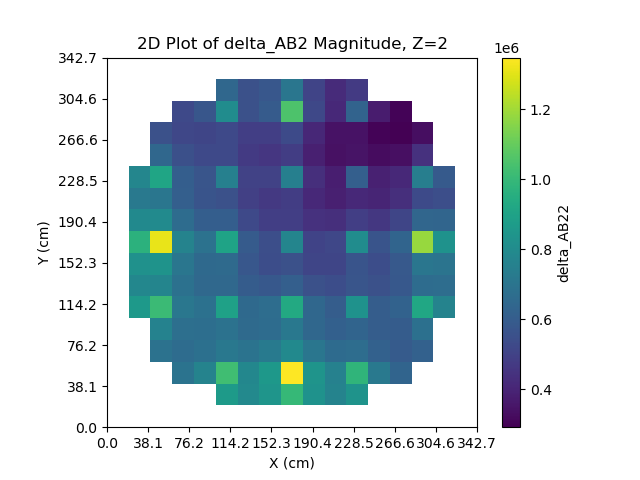 2D Plot of delta_AB2 Magnitude, Z=2
1e6
342.7
304.6
266.6
228.5
190.4
152.3
114.2
76.2
38.1
0.0
Y (cm)
0.0 38.1 76.2 114.2 152.3 190.4 228.5 266.6 304.6 342.7
X (cm)
1.2
1.0
0.8
0.6
0.4
delta_AB22